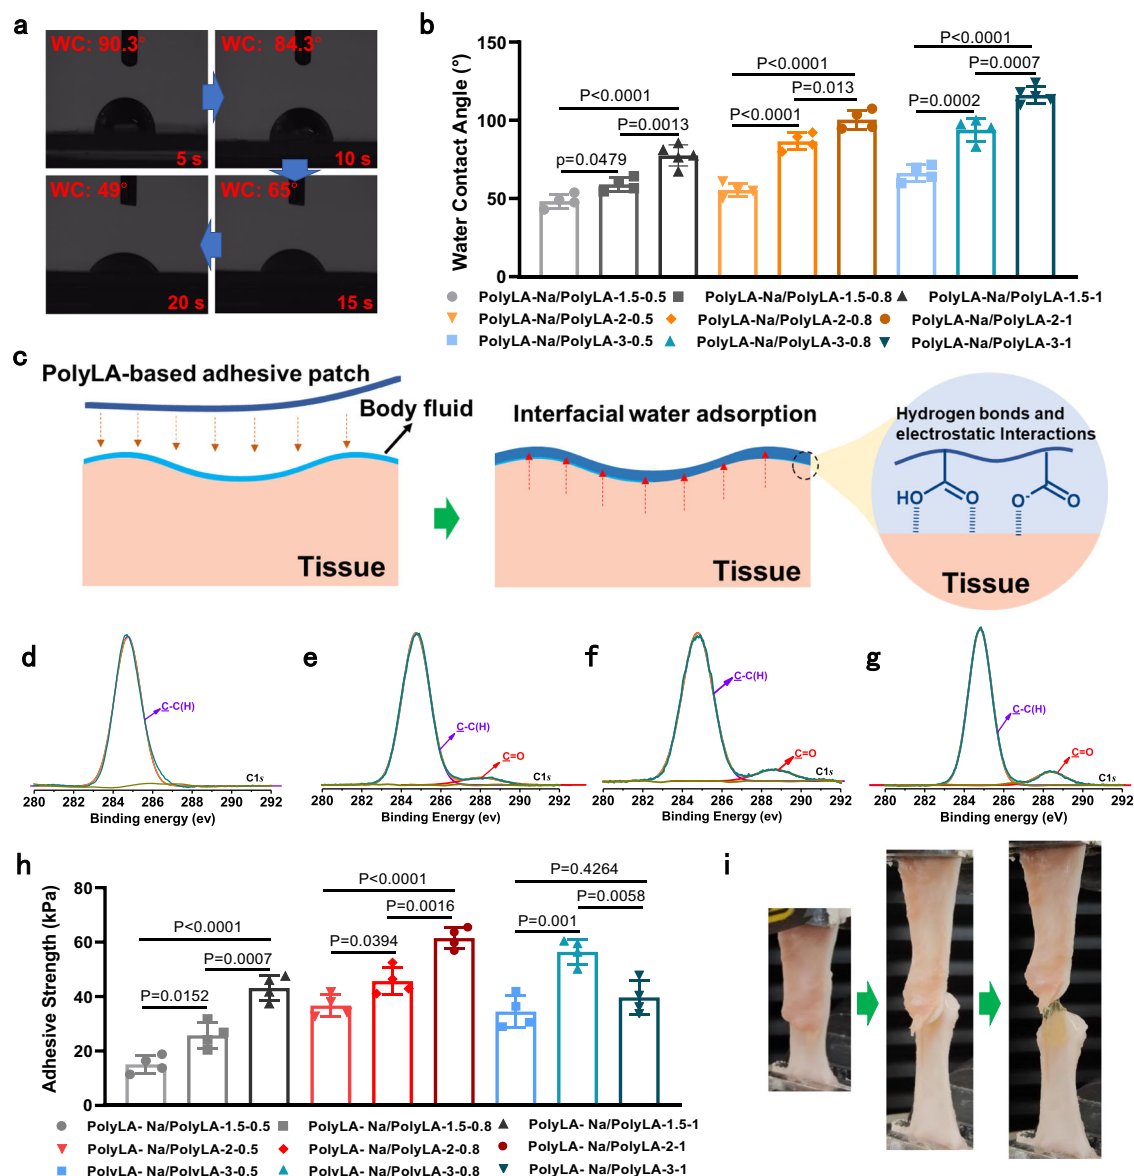 a
WC: 90.3°
5 s
WC: 84.3°
10 s
WC: 49°
20 s
WC: 65°
15 s
b
Water Contact Angle (°)
150
100
50
0
P<0.0001
P=0.0013
p=0.0479
P<0.0001
P=0.013
P<0.0001
P<0.0001
P=0.0007
P=0.0002
PolyLA-Na/PolyLA-1.5-0.5 PolyLA-Na/PolyLA-1.5-0.8 PolyLA-Na/PolyLA-1.5-1
PolyLA-Na/PolyLA-2-0.5 PolyLA-Na/PolyLA-2-0.8 PolyLA-Na/PolyLA-2-1
PolyLA-Na/PolyLA-3-0.5 PolyLA-Na/PolyLA-3-0.8 PolyLA-Na/PolyLA-3-1
c
PolyLA-based adhesive patch
Body fluid
Tissue
Interfacial water adsorption
Tissue
Hydrogen bonds and
electrostatic Interactions
HO O O- O
Tissue
d
C-C(H)
C1s
280 282 284 286 288 290 292
Binding energy (ev)
e
C-C(H)
C=O
C1s
280 282 284 286 288 290 292
Binding Energy (ev)
f
C-C(H)
C=O
C1s
280 282 284 286 288 290 292
Binding energy (ev)
g
C-C(H)
C1s
280 282 284 286 288 290 292
Binding energy (eV)
h
Adhesive Strength (kPa)
80
60
40
20
0
P<0.0001
P=0.0007
P=0.0152
P<0.0001
P=0.0016
P=0.0394
P=0.4264
P=0.0058
P=0.001
PolyLA- Na/PolyLA-1.5-0.5 PolyLA- Na/PolyLA-1.5-0.8 PolyLA- Na/PolyLA-1.5-1
PolyLA- Na/PolyLA-2-0.5 PolyLA- Na/PolyLA-2-0.8 PolyLA- Na/PolyLA-2-1
PolyLA- Na/PolyLA-3-0.5 PolyLA- Na/PolyLA-3-0.8 PolyLA- Na/PolyLA-3-1
i